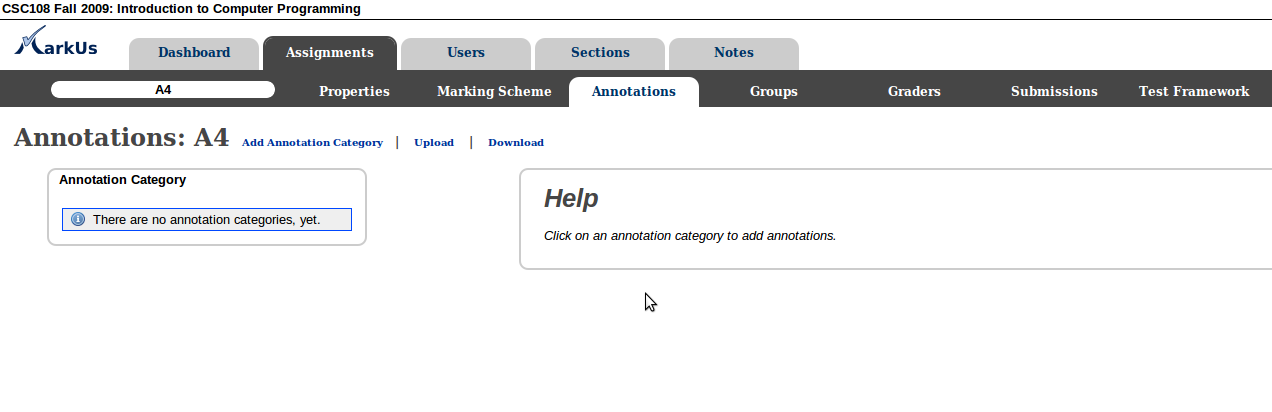 CSC108 Fall 2009: Introduction to Computer Programming
MarkUs
Dashboard Assignments Users Sections Notes
A4 Properties Marking Scheme Annotations Groups Graders Submissions Test Framework
Annotations: A4 Add Annotation Category | Upload | Download
Annotation Category
There are no annotation categories, yet.
Help
Click on an annotation category to add annotations.